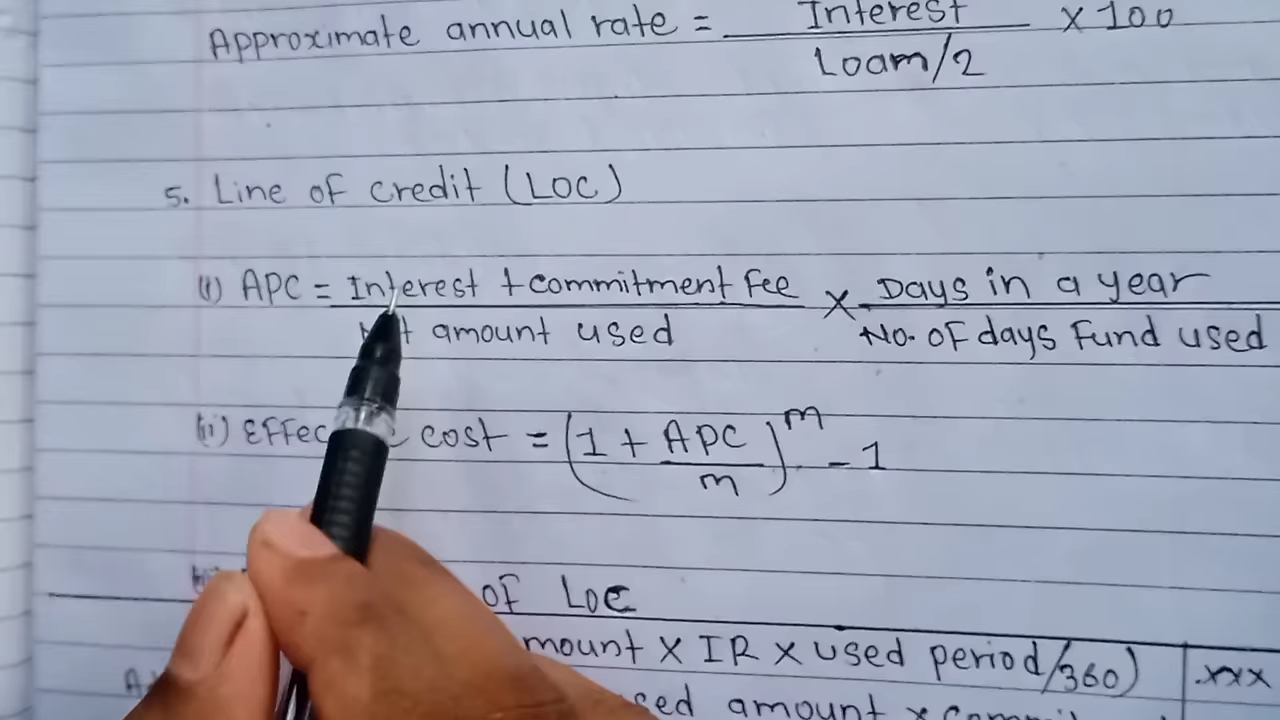 Approximate annual rate = Interest / Loam/2 × 100
5. Line of credit (LOC)
(i) APC = Interest + commitment Fee / amount used × Days in a year / No. of days Fund used
(ii) cost = (1 + APC / m)^m - 1
of LOC
mount × IR × used period/360) xxx
sed amount ×